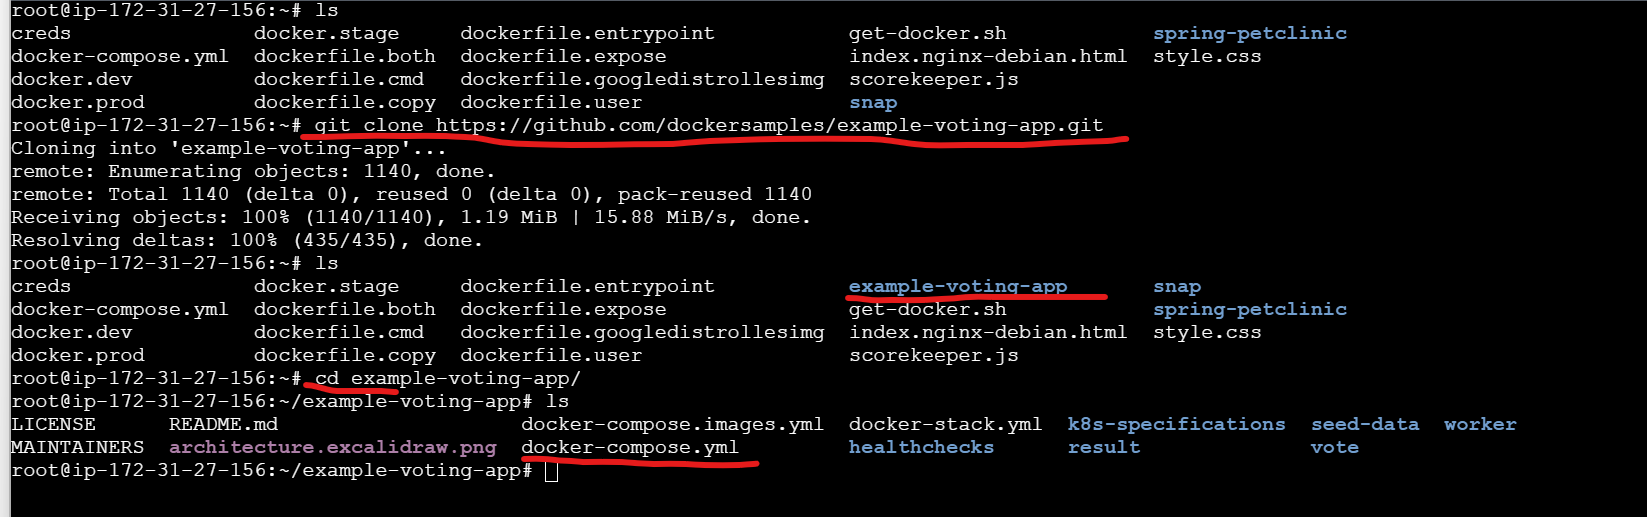 root@ip-172-31-27-156:~# ls
creds docker.stage dockerfile.entrypoint get-docker.sh spring-petclinic
docker-compose.yml dockerfile.both dockerfile.expose index.nginx-debian.html style.css
docker.dev dockerfile.cmd dockerfile.googledistrollesimg scorekeeper.js
docker.prod dockerfile.copy dockerfile.user snap
root@ip-172-31-27-156:~# git clone https://github.com/dockersamples/example-voting-app.git
Cloning into 'example-voting-app'...
remote: Enumerating objects: 1140, done.
remote: Total 1140 (delta 0), reused 0 (delta 0), pack-reused 1140
Receiving objects: 100% (1140/1140), 1.19 MiB | 15.88 MiB/s, done.
Resolving deltas: 100% (435/435), done.
root@ip-172-31-27-156:~# ls
creds docker.stage dockerfile.entrypoint example-voting-app snap
docker-compose.yml dockerfile.both dockerfile.expose get-docker.sh spring-petclinic
docker.dev dockerfile.cmd dockerfile.googledistrollesimg index.nginx-debian.html style.css
docker.prod dockerfile.copy dockerfile.user scorekeeper.js
root@ip-172-31-27-156:~# cd example-voting-app/
root@ip-172-31-27-156:~/example-voting-app# ls
LICENSE README.md docker-compose.images.yml docker-stack.yml k8s-specifications seed-data worker
MAINTAINERS architecture.excalidraw.png docker-compose.yml healthchecks result vote
root@ip-172-31-27-156:~/example-voting-app#